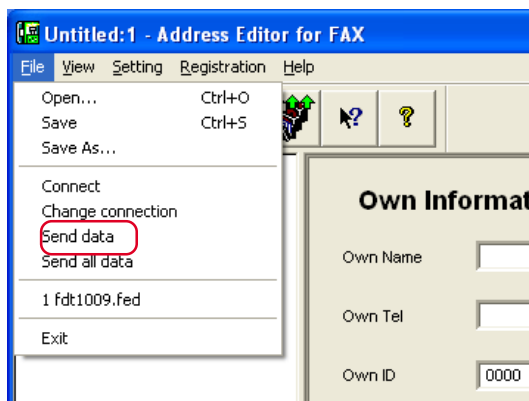 Untitled:1 - Address Editor for FAX
File View Setting Registration Help
Open... Ctrl+O
Save Ctrl+S
Save As...
Connect
Change connection
Send data
Send all data
1 fdt1009.fed
Exit
? ?
Own Informat
Own Name
Own Tel
Own ID 0000